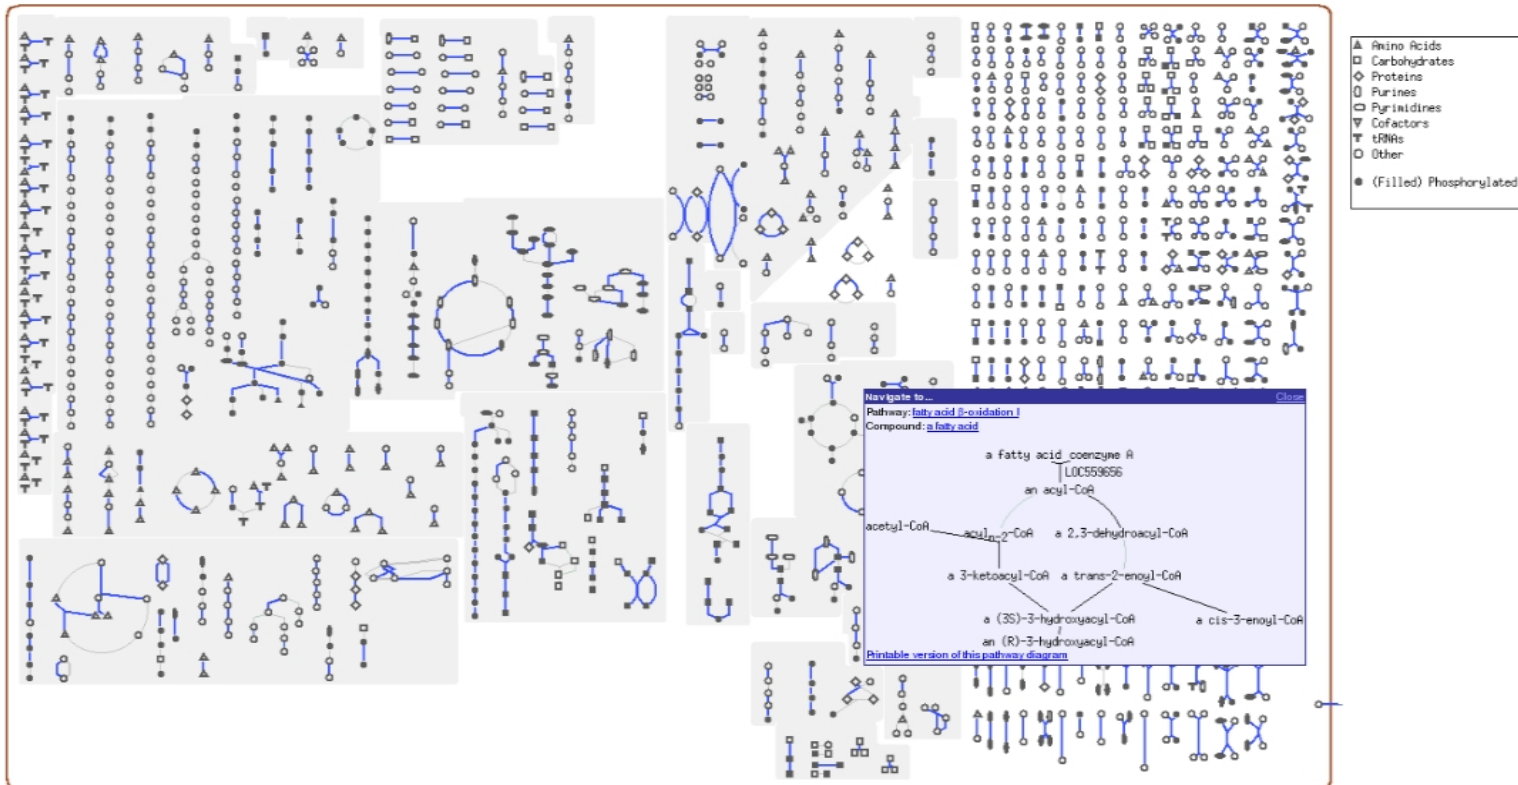 Amino Acids
Carbohydrates
Proteins
Purines
Pyrimidines
Cofactors
tRNAs
Other
(Filled) Phosphorylated
Navigate to... Close
Pathway: fatty acid β-oxidation I
Compound: a fatty acid
a fatty acid coenzyme A
LOC559656
an acyl-CoA
acetyl-CoA
acyln-2-CoA a 2,3-dehydroacyl-CoA
a 3-ketoacyl-CoA a trans-2-enoyl-CoA
a (3S)-3-hydroxyacyl-CoA a cis-3-enoyl-CoA
an (R)-3-hydroxyacyl-CoA
Printable version of this pathway diagram